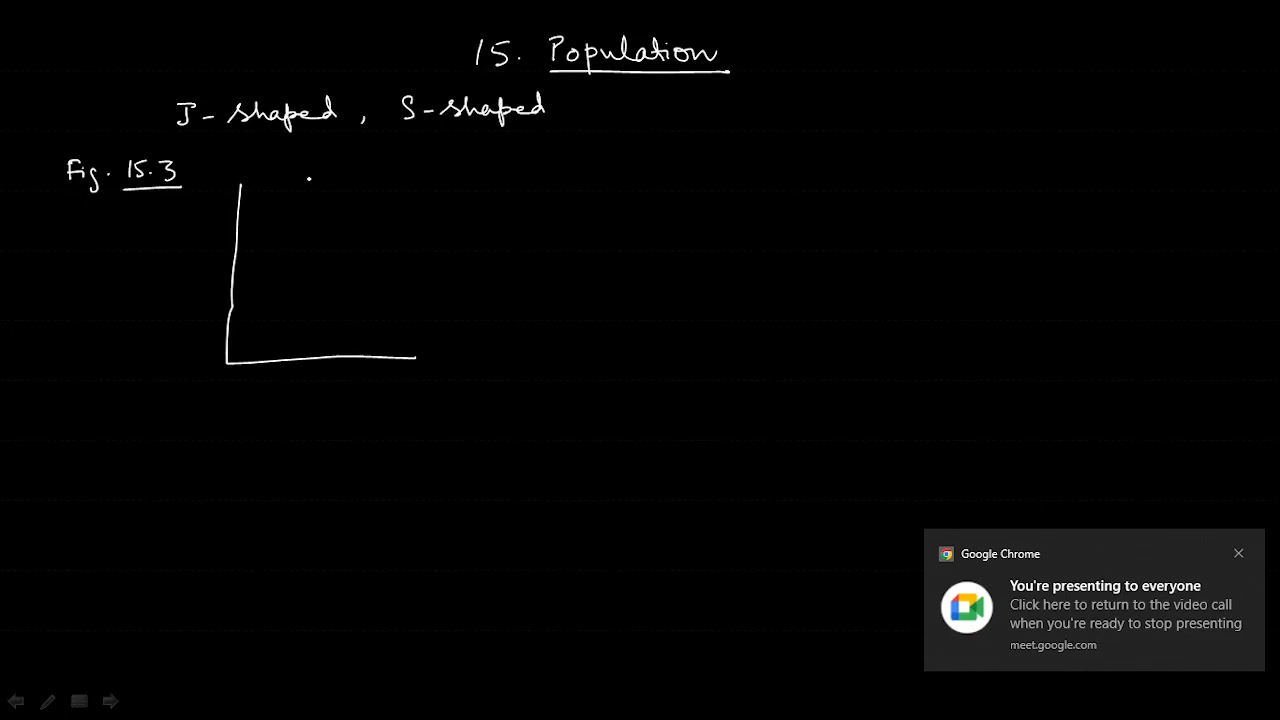 15. Population
J-shaped, S-shaped
Fig. 15.3
Google Chrome
You're presenting to everyone
Click here to return to the video call
when you're ready to stop presenting
meet.google.com